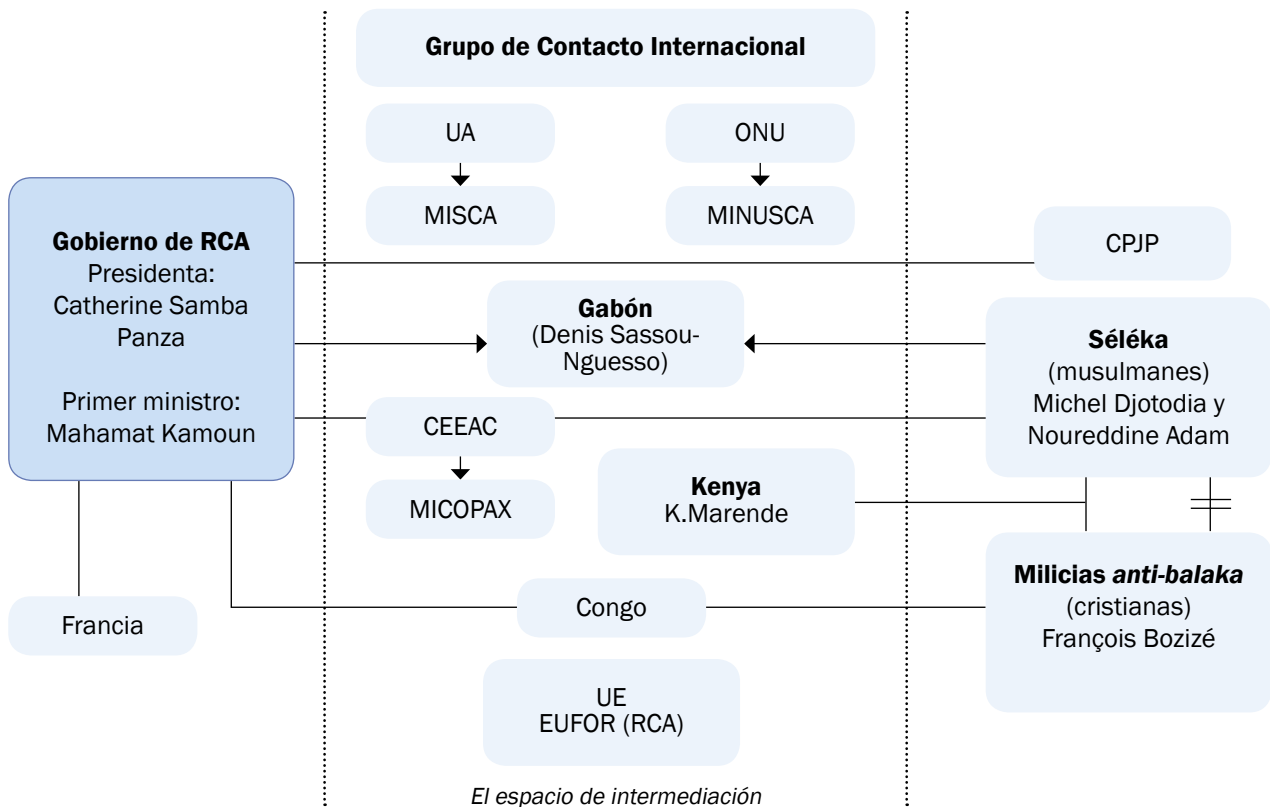 Grupo de Contacto Internacional
UA
ONU
MISCA
MINUSCA
Gobierno de RCA
Presidenta:
Catherine Samba
Panza
Primer ministro:
Mahamat Kamoun
CPJP
Gabón
(Denis Sassou-
Nguesso)
Séléka
(musulmanes)
Michel Djotodia y
Noureddine Adam
CEEAC
MICOPAX
Kenya
K.Marende
Milicias anti-balaka
(cristianas)
François Bozizé
Francia
Congo
UE
EUFOR (RCA)
El espacio de intermediación